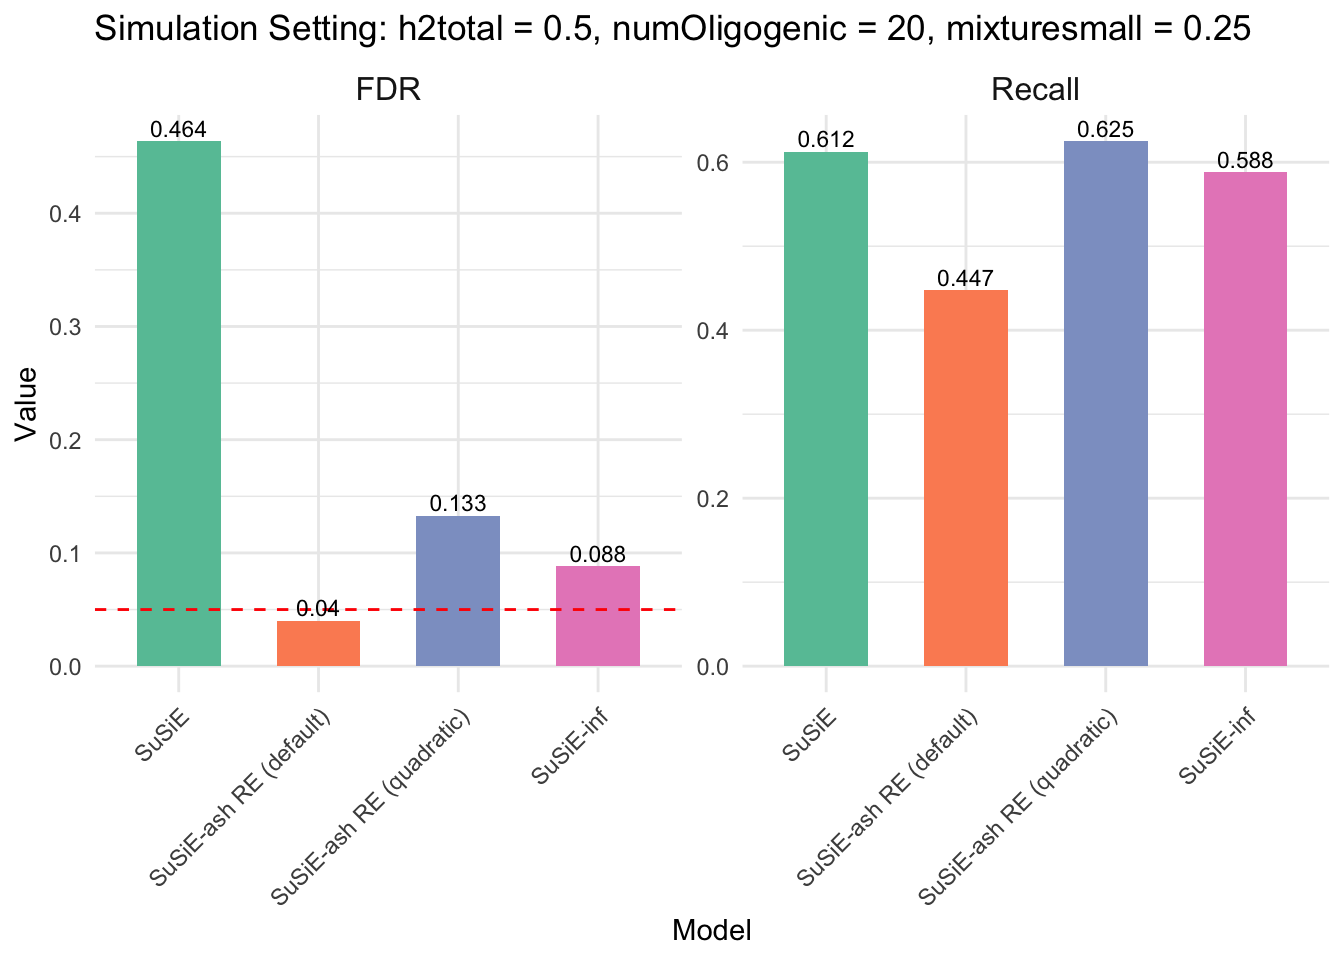 Simulation Setting: h2total = 0.5, numOligogenic = 20, mixturesmall = 0.25
FDR
Recall
Value
0.4
0.3
0.2
0.1
0.0
0.464
0.04
0.133
0.088
0.6
0.4
0.2
0.0
0.612
0.447
0.625
0.588
SuSiE
SuSiE-ash RE (default)
SuSiE-ash RE (quadratic)
SuSiE-inf
SuSiE
SuSiE-ash RE (default)
SuSiE-ash RE (quadratic)
SuSiE-inf
Model